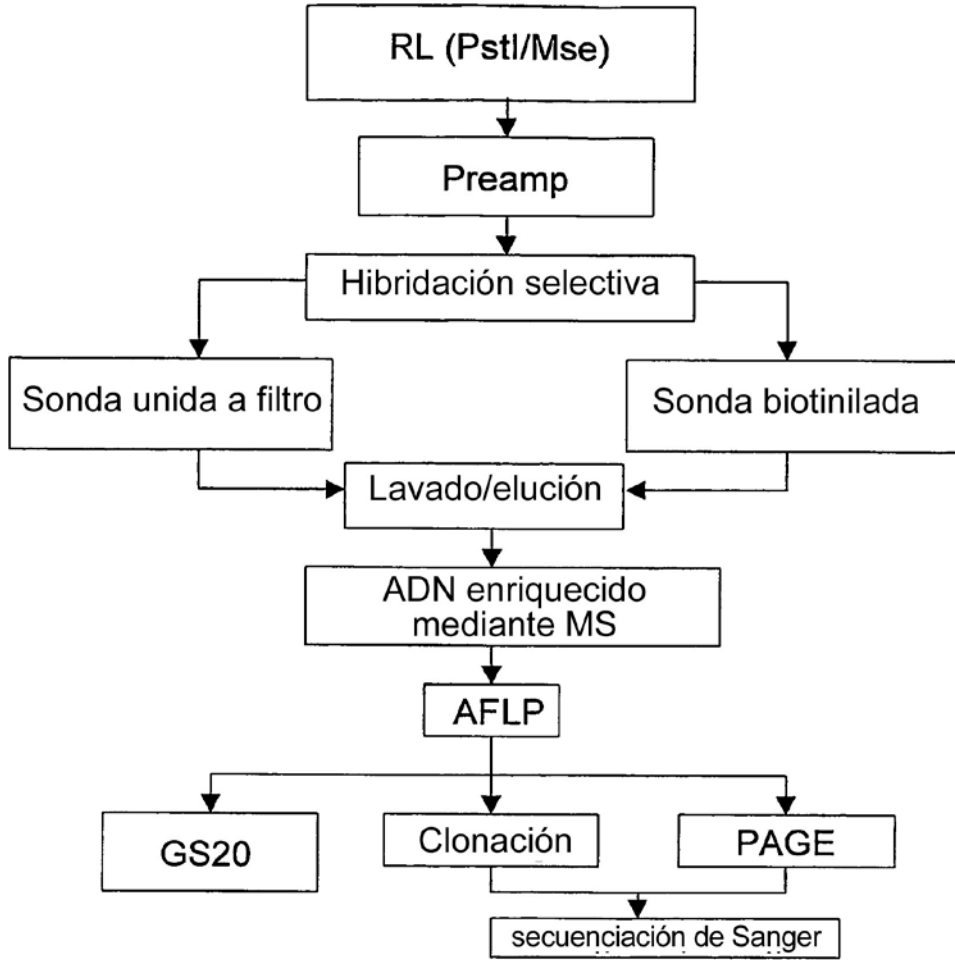 RL (PstI/Mse)
Preamp
Hibridación selectiva
Sonda unida a filtro
Sonda biotinilada
Lavado/elución
ADN enriquecido
mediante MS
AFLP
GS20
Clonación
PAGE
secuenciación de Sanger